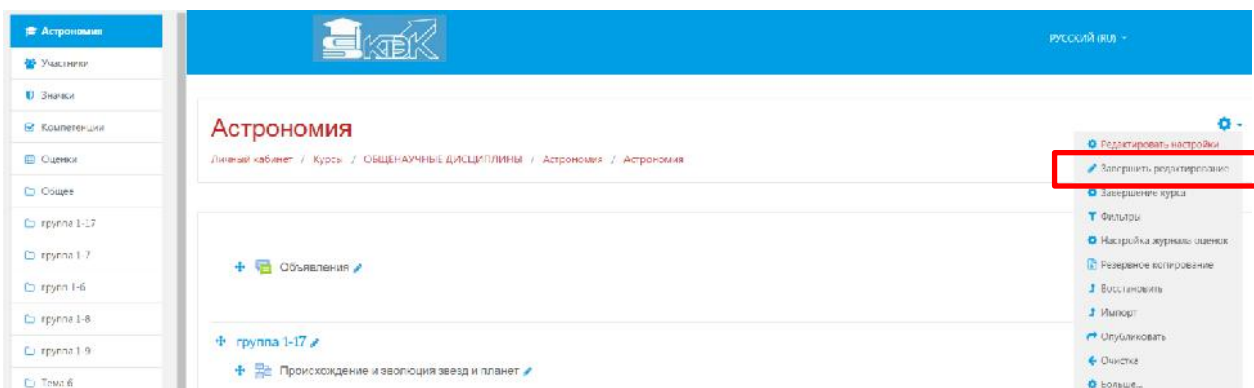 Астрономия
Участники
Значки
Компетенции
Оценки
Общее
группа 1-17
группа 1-7
групп 1-6
группа 1-8
группа 1-9
Тема 6
КТЭК
РУССКИЙ (RU)
Астрономия
Личный кабинет / Курсы / ОБЩЕНАУЧНЫЕ ДИСЦИПЛИНЫ / Астрономия / Астрономия
Объявления
группа 1-17
Происхождение и эволюция звезд и планет
Редактировать настройки
Завершить редактирование
Завершение курса
Фильтры
Настройка журнала оценок
Резервное копирование
Восстановить
Импорт
Опубликовать
Очистка
Больше...